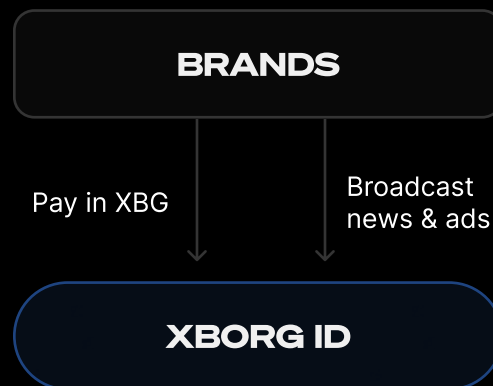 BRANDS
Pay in XBG
Broadcast
news & ads
XBORG ID